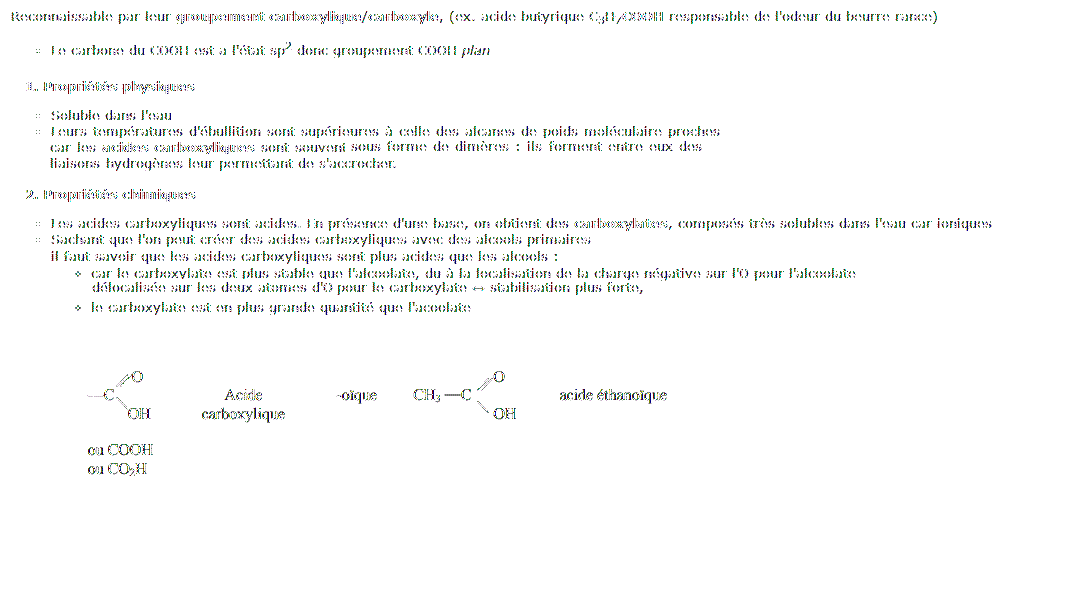 Reconnaissable par leur groupement carboxylique/carboxyle, (ex. acide butyrique C₃H₇COOH responsable de l'odeur du beurre rance)
Le carbone du COOH est a l'état sp² donc groupement COOH plan
1. Propriétés physiques
Soluble dans l'eau
Leurs températures d'ébullition sont supérieures à celle des alcanes de poids moléculaire proches
car les acides carboxyliques sont souvent sous forme de dimères : ils forment entre eux des
liaisons hydrogènes leur permettant de s'accrocher.
2. Propriétés chimiques
Les acides carboxyliques sont acides. En présence d'une base, on obtient des carboxylates, composés très solubles dans l'eau car ioniques
Sachant que l'on peut créer des acides carboxyliques avec des alcools primaires
il faut savoir que les acides carboxyliques sont plus acides que les alcools :
car le carboxylate est plus stable que l'alcoolate, du à la localisation de la charge négative sur l'O pour l'alcoolate
délocalisée sur les deux atomes d'O pour le carboxylate ↔ stabilisation plus forte,
le carboxylate est en plus grande quantité que l'acoolate
O O
—C Acide -oïque CH₃—C acide éthanoïque
OH carboxylique OH
ou COOH
ou CO₂H